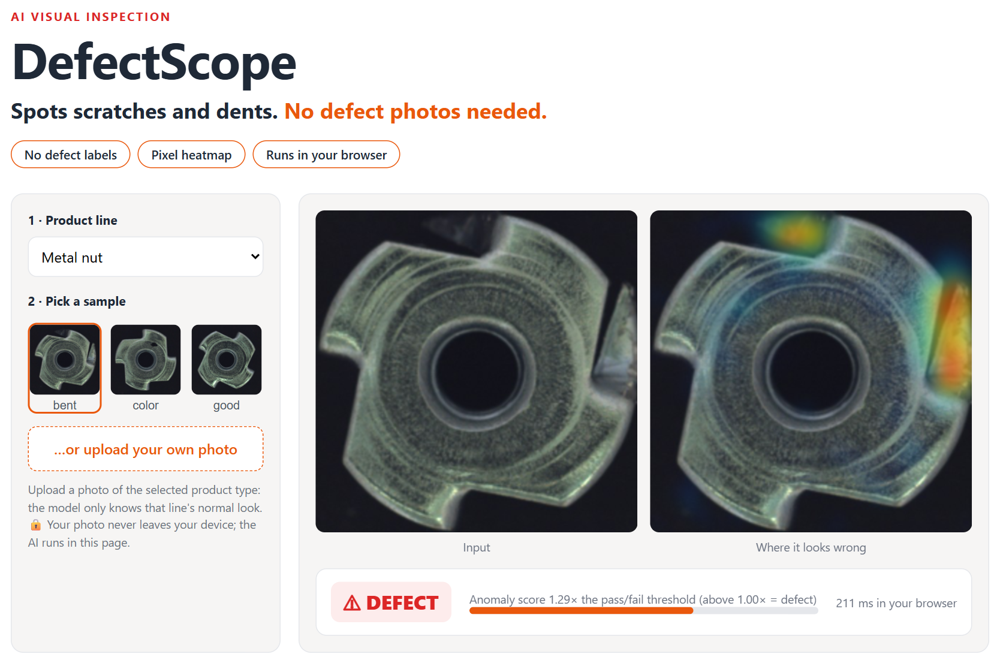 AI VISUAL INSPECTION
DefectScope
Spots scratches and dents. No defect photos needed.
No defect labels
Pixel heatmap
Runs in your browser
1 · Product line
Metal nut
2 · Pick a sample
bent
color
good
...or upload your own photo
Upload a photo of the selected product type:
the model only knows that line's normal look.
🔒 Your photo never leaves your device; the
AI runs in this page.
Input
Where it looks wrong
⚠ DEFECT
Anomaly score 1.29× the pass/fail threshold (above 1.00× = defect)
211 ms in your browser